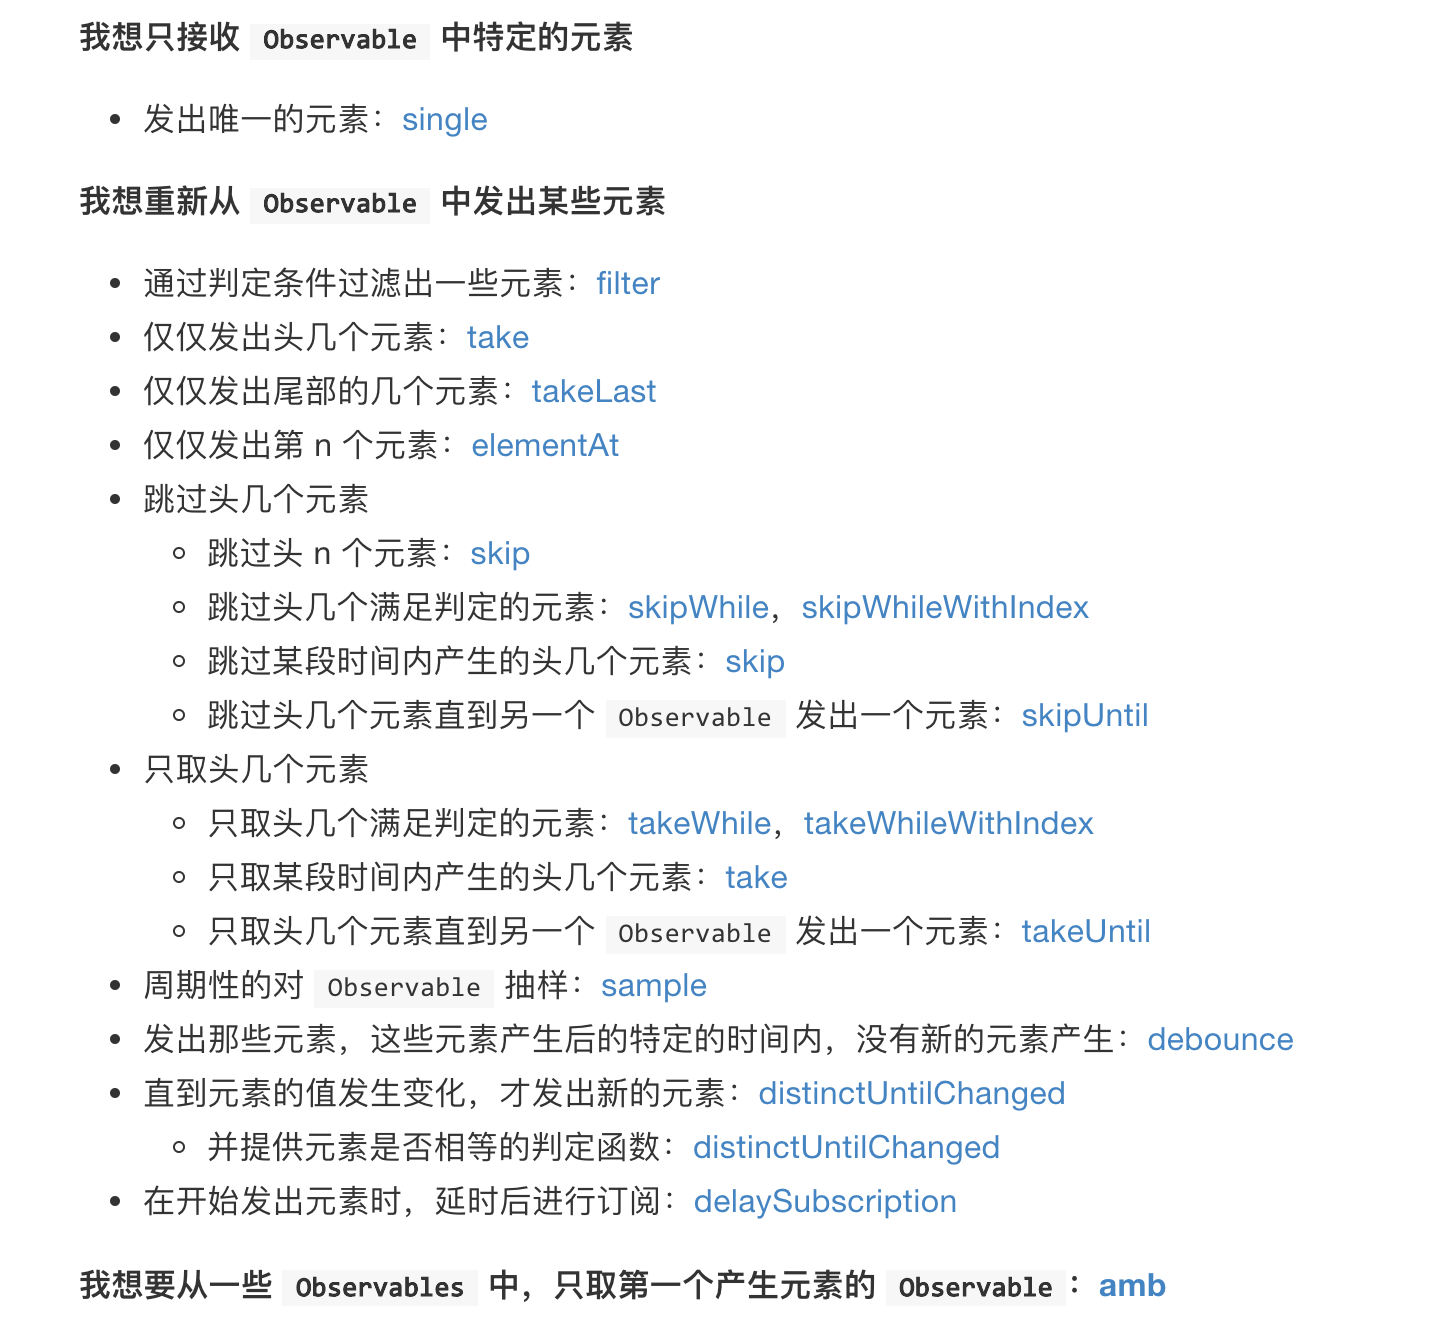 我想只接收 Observable 中特定的元素
• 发出唯一的元素：single
我想重新从 Observable 中发出某些元素
• 通过判定条件过滤出一些元素：filter
• 仅仅发出头几个元素：take
• 仅仅发出尾部的几个元素：takeLast
• 仅仅发出第 n 个元素：elementAt
• 跳过头几个元素
◦ 跳过头 n 个元素：skip
◦ 跳过头几个满足判定的元素：skipWhile，skipWhileWithIndex
◦ 跳过某段时间内产生的头几个元素：skip
◦ 跳过头几个元素直到另一个 Observable 发出一个元素：skipUntil
• 只取头几个元素
◦ 只取头几个满足判定的元素：takeWhile，takeWhileWithIndex
◦ 只取某段时间内产生的头几个元素：take
◦ 只取头几个元素直到另一个 Observable 发出一个元素：takeUntil
• 周期性的对 Observable 抽样：sample
• 发出那些元素，这些元素产生后的特定的时间内，没有新的元素产生：debounce
• 直到元素的值发生变化，才发出新的元素：distinctUntilChanged
◦ 并提供元素是否相等的判定函数：distinctUntilChanged
• 在开始发出元素时，延时后进行订阅：delaySubscription
我想要从一些 Observables 中，只取第一个产生元素的 Observable：amb